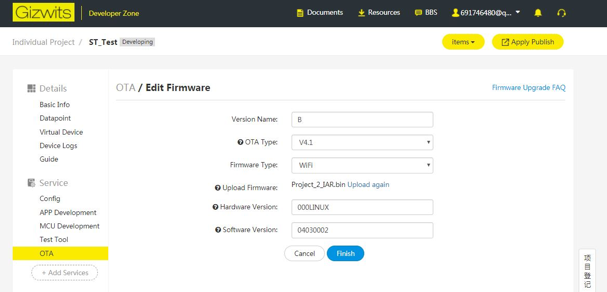 Gizwits Developer Zone Documents Resources BBS 691746480@q...
Individual Project / ST_Test Developing items Apply Publish
Details
Basic Info
Datapoint
Virtual Device
Device Logs
Guide
Service
Config
APP Development
MCU Development
Test Tool
OTA
+ Add Services
OTA / Edit Firmware Firmware Upgrade FAQ
Version Name: B
OTA Type: V4.1
Firmware Type: WiFi
Upload Firmware: Project_2_IAR.bin Upload again
Hardware Version: 000LINUX
Software Version: 04030002
Cancel Finish
项
目
登
记